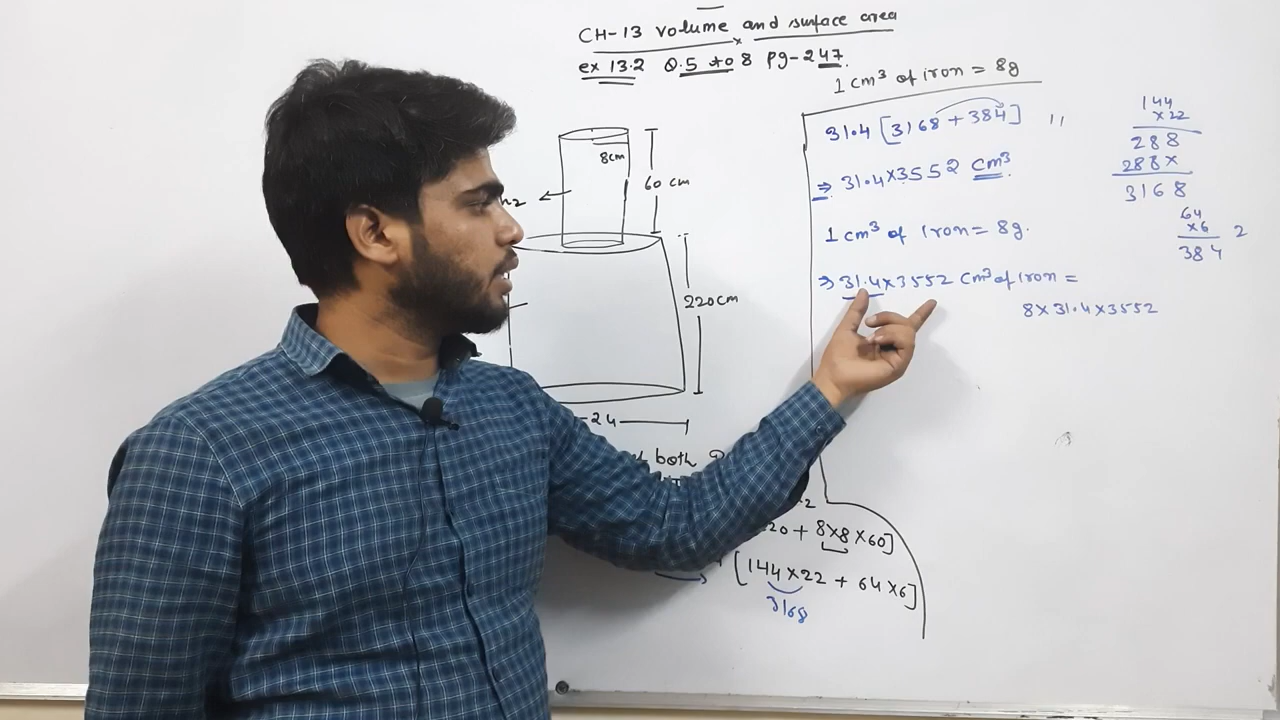 CH-13 volume and surface area
ex 13.2 Q.5 to 8 pg-247.
8cm
60 cm
220cm
24
both
20 + 8×8×60]
[144×22 + 64×6]
3168
1 cm³ of iron = 8g
31.4 [3168 + 384]
⇒ 31.4×3552 cm³.
1 cm³ of iron = 8g.
⇒ 31.4×3552 cm³ of iron =
8×31.4×3552
144
×22
288
288×
3168
64
×6
384
2